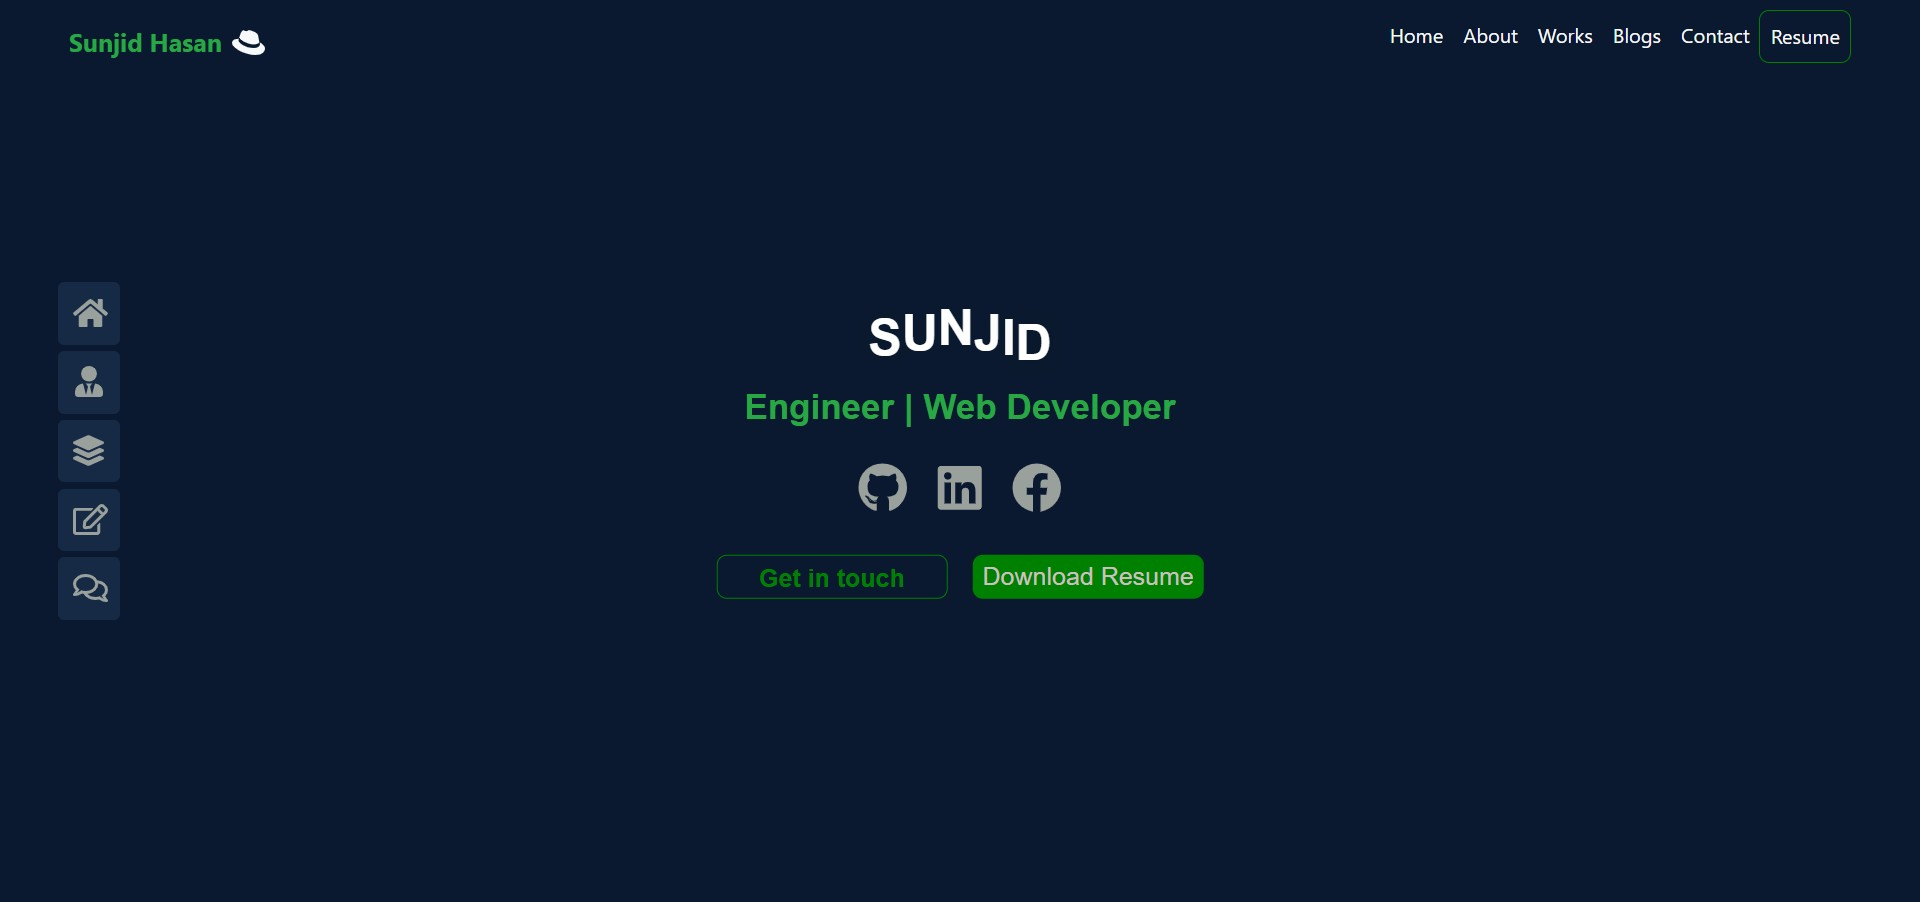 Sunjid Hasan
Home About Works Blogs Contact Resume
SUNJID
Engineer | Web Developer
Get in touch Download Resume